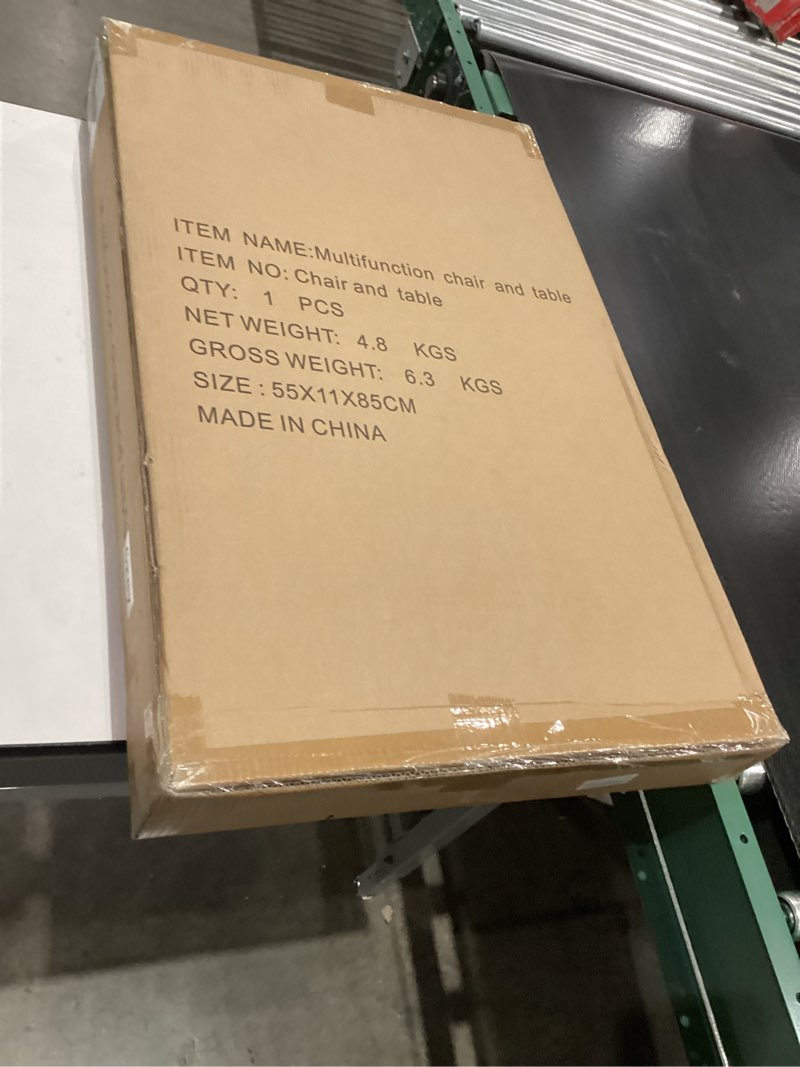 ITEM NAME:Multifunction chair and table
ITEM NO: Chair and table
QTY: 1 PCS
NET WEIGHT: 4.8 KGS
GROSS WEIGHT: 6.3 KGS
SIZE : 55X11X85CM
MADE IN CHINA